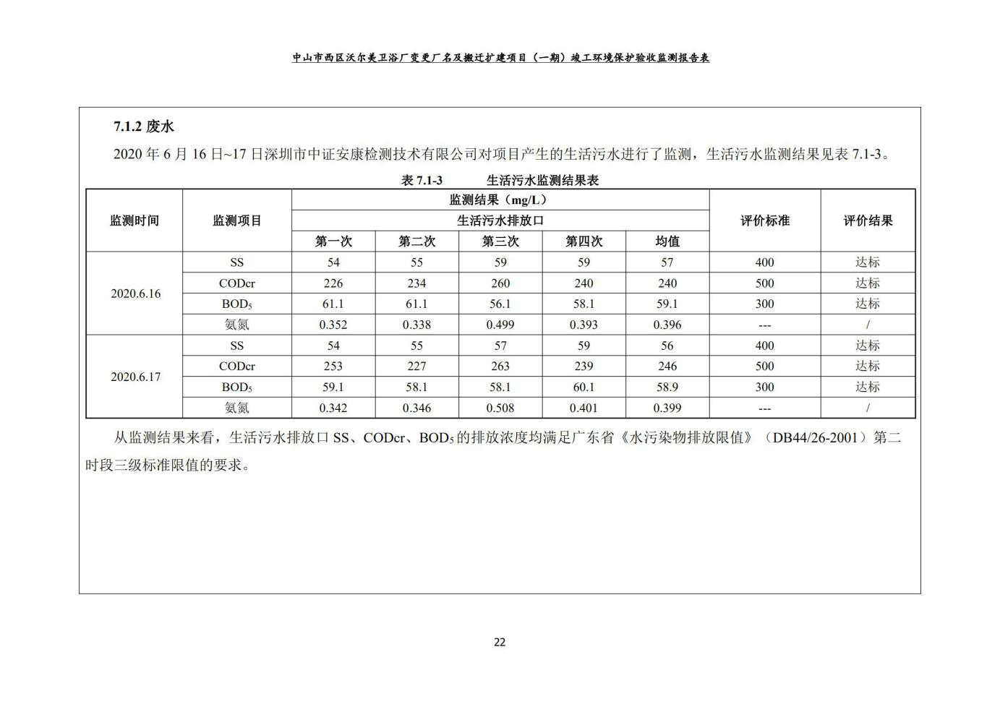 中山市西区沃尔美卫浴厂变更厂名及搬迁扩建项目（一期）竣工环境保护验收监测报告表
7.1.2 废水
2020 年 6 月 16 日~17 日深圳市中证安康检测技术有限公司对项目产生的生活污水进行了监测，生活污水监测结果见表 7.1-3。
表 7.1-3 生活污水监测结果表
监测时间 监测项目 监测结果（mg/L） 评价标准 评价结果
生活污水排放口
第一次 第二次 第三次 第四次 均值
2020.6.16 SS 54 55 59 59 57 400 达标
CODcr 226 234 260 240 240 500 达标
BOD₅ 61.1 61.1 56.1 58.1 59.1 300 达标
氨氮 0.352 0.338 0.499 0.393 0.396 --- /
2020.6.17 SS 54 55 57 59 56 400 达标
CODcr 253 227 263 239 246 500 达标
BOD₅ 59.1 58.1 58.1 60.1 58.9 300 达标
氨氮 0.342 0.346 0.508 0.401 0.399 --- /
从监测结果来看，生活污水排放口 SS、CODcr、BOD₅ 的排放浓度均满足广东省《水污染物排放限值》（DB44/26-2001）第二
时段三级标准限值的要求。
22